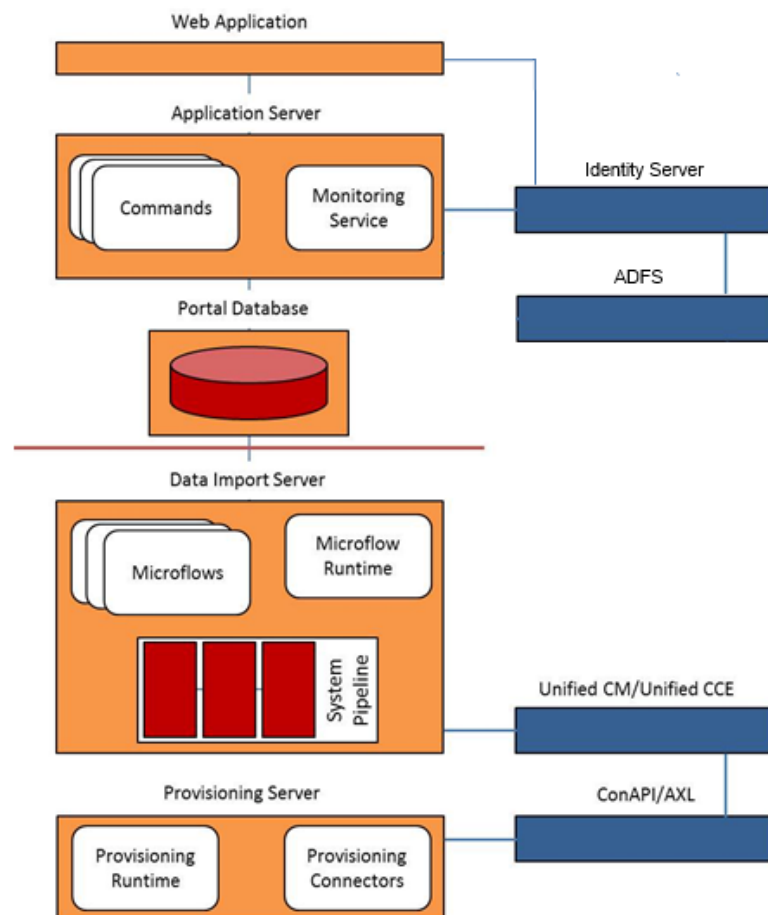 Web Application
Application Server
Commands
Monitoring
Service
Identity Server
ADFS
Portal Database
Data Import Server
Microflows
Microflow
Runtime
System
Pipeline
Unified CM/Unified CCE
Provisioning Server
ConAPI/AXL
Provisioning
Runtime
Provisioning
Connectors